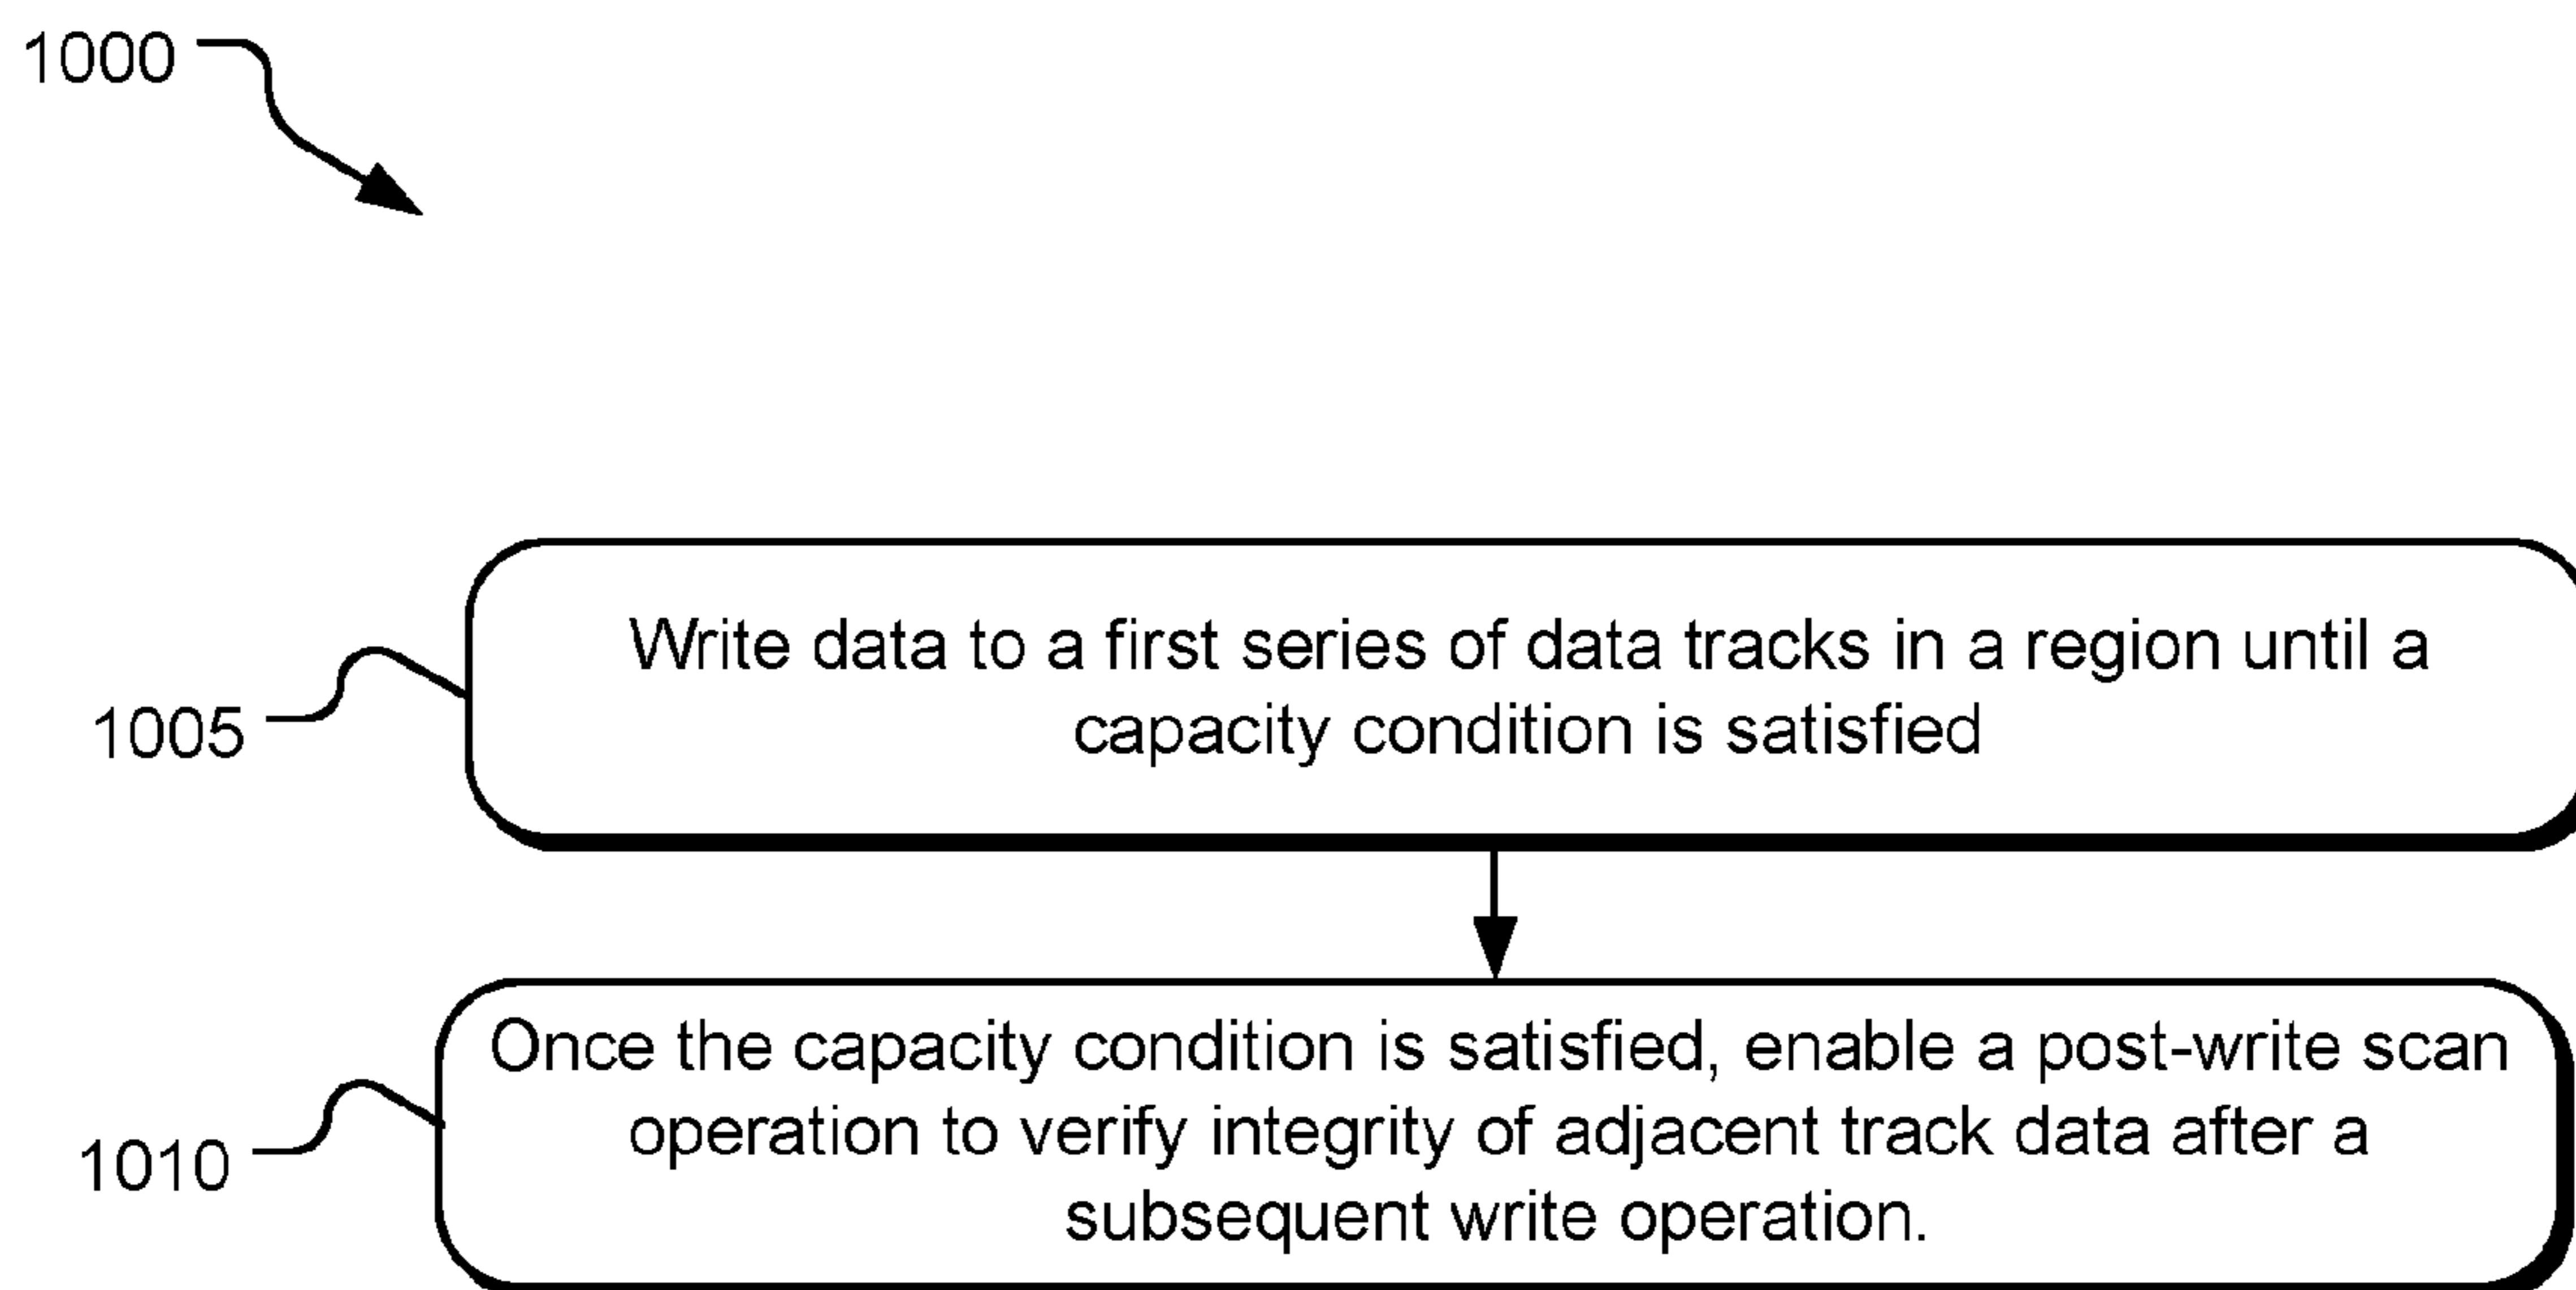 1000
Write data to a first series of data tracks in a region until a
capacity condition is satisfied
1005
Once the capacity condition is satisfied, enable a post-write scan
operation to verify integrity of adjacent track data after a
subsequent write operation.
1010